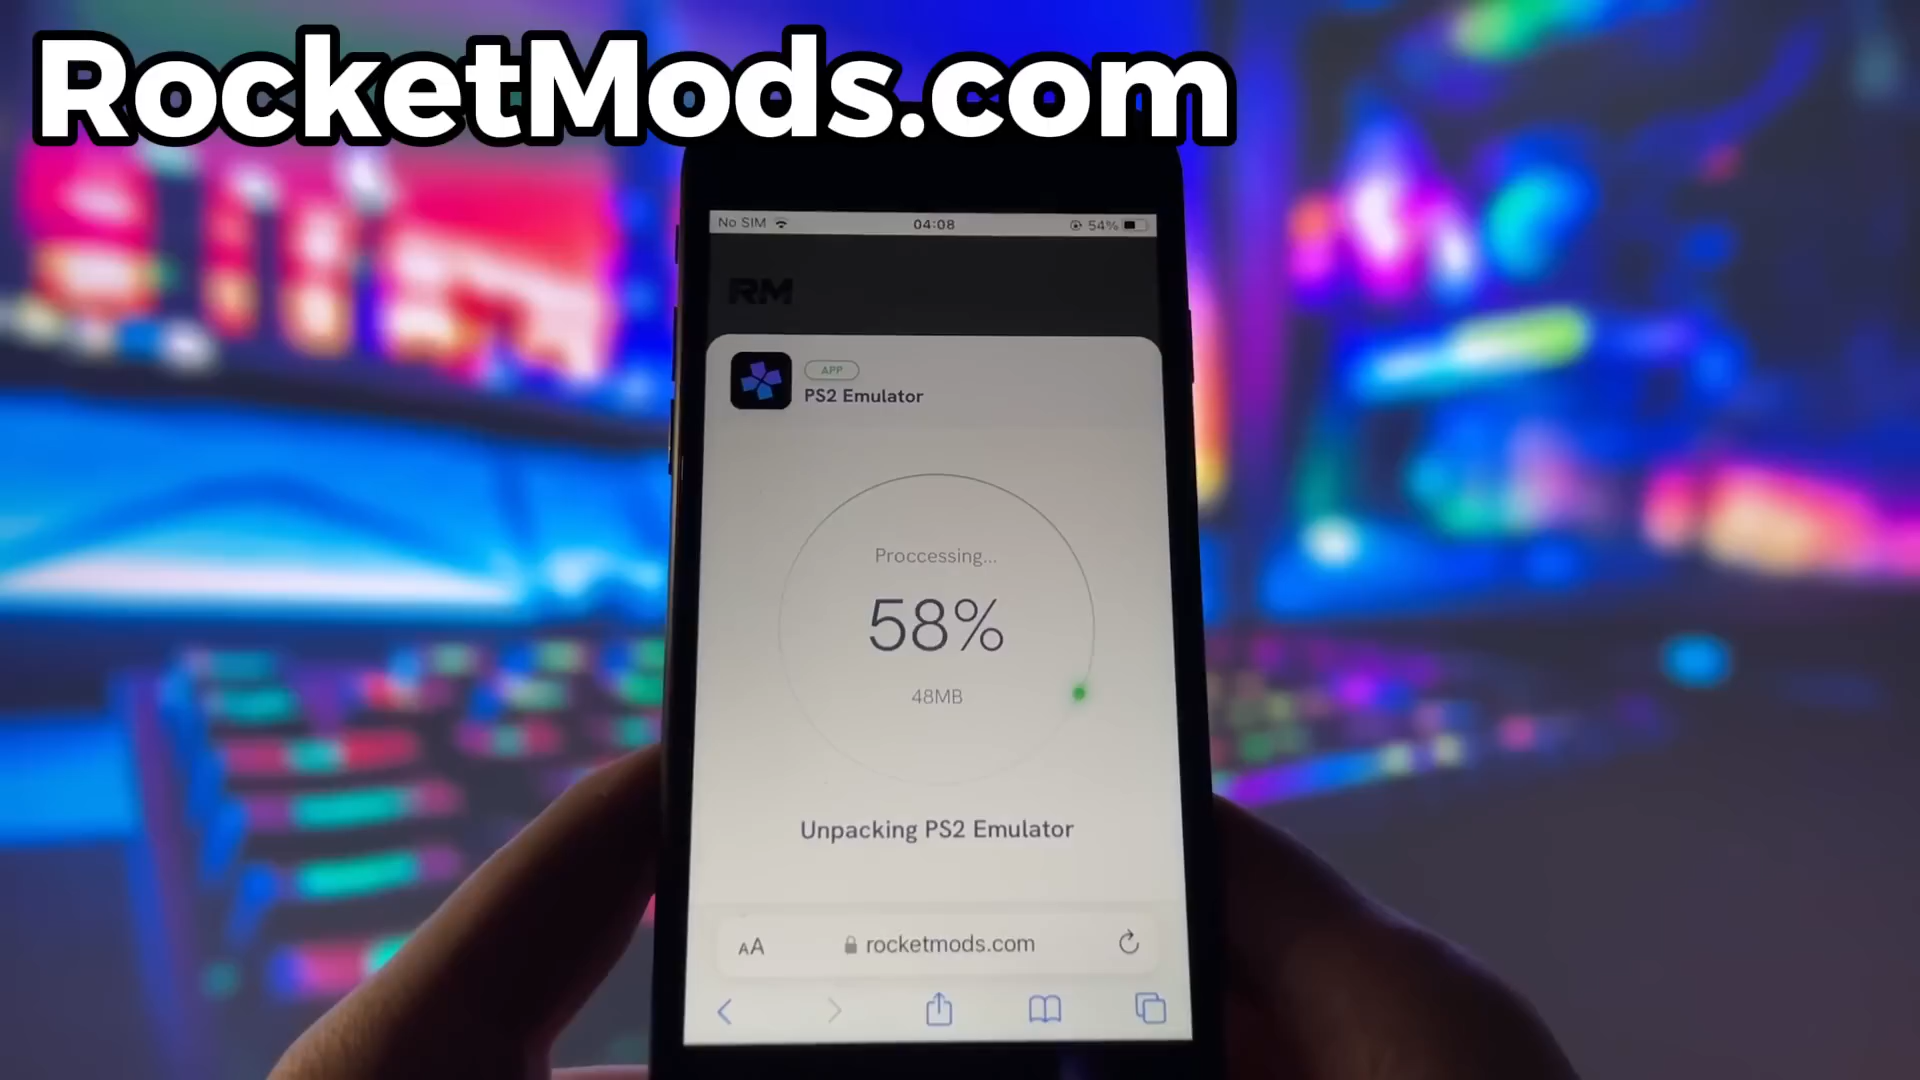 RocketMods.com
No SIM 04:08 54%
RM
APP
PS2 Emulator
Proccessing...
58%
48MB
Unpacking PS2 Emulator
AA rocketmods.com